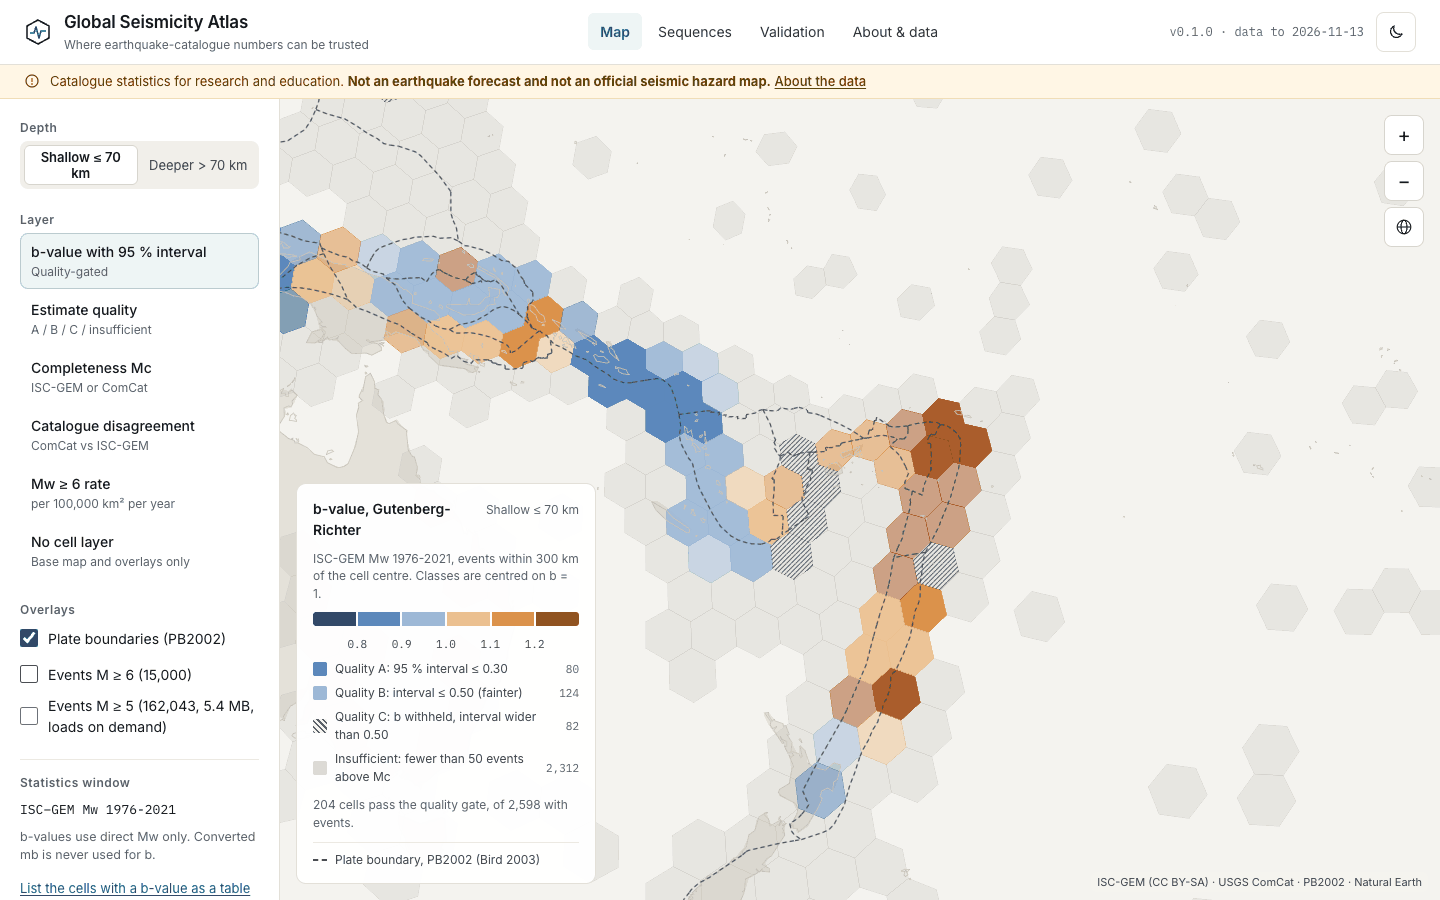 Global Seismicity Atlas
Where earthquake-catalogue numbers can be trusted
Map
Sequences
Validation
About & data
v0.1.0 · data to 2026-11-13
Catalogue statistics for research and education. Not an earthquake forecast and not an official seismic hazard map. About the data
Depth
Shallow ≤ 70
km
Deeper > 70 km
Layer
b-value with 95 % interval
Quality-gated
Estimate quality
A / B / C / insufficient
Completeness Mc
ISC-GEM or ComCat
Catalogue disagreement
ComCat vs ISC-GEM
Mw ≥ 6 rate
per 100,000 km² per year
No cell layer
Base map and overlays only
Overlays
Plate boundaries (PB2002)
Events M ≥ 6 (15,000)
Events M ≥ 5 (162,043, 5.4 MB,
loads on demand)
Statistics window
ISC-GEM Mw 1976-2021
b-values use direct Mw only. Converted
mb is never used for b.
List the cells with a b-value as a table
b-value, Gutenberg-
Richter
Shallow ≤ 70 km
ISC-GEM Mw 1976-2021, events within 300 km
of the cell centre. Classes are centred on b =
1.
0.8 0.9 1.0 1.1 1.2
Quality A: 95 % interval ≤ 0.30 80
Quality B: interval ≤ 0.50 (fainter) 124
Quality C: b withheld, interval wider
than 0.50
82
Insufficient: fewer than 50 events
above Mc
2,312
204 cells pass the quality gate, of 2,598 with
events.
Plate boundary, PB2002 (Bird 2003)
+
−
ISC-GEM (CC BY-SA) · USGS ComCat · PB2002 · Natural Earth